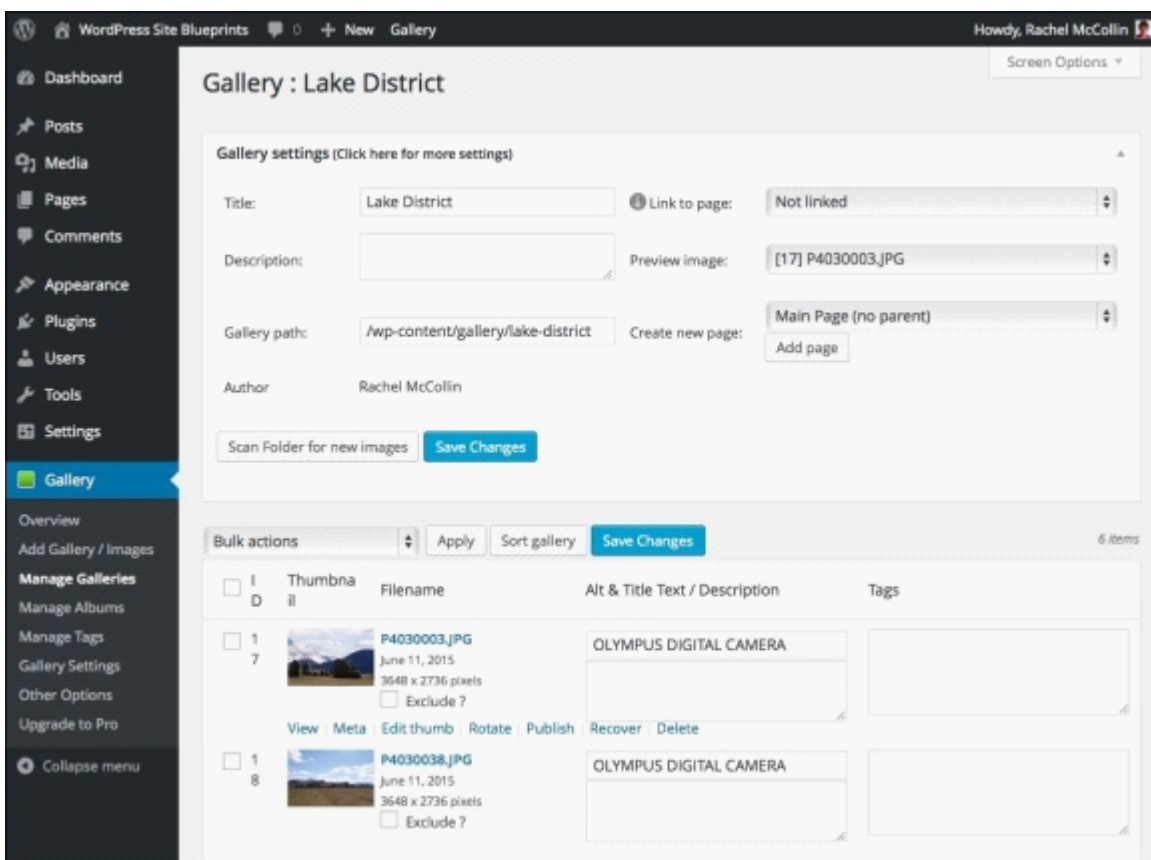 WordPress Site Blueprints 0 + New Gallery Howdy, Rachel McCollin
Screen Options
Dashboard
Posts
Media
Pages
Comments
Appearance
Plugins
Users
Tools
Settings
Gallery
Overview
Add Gallery / Images
Manage Galleries
Manage Albums
Manage Tags
Gallery Settings
Other Options
Upgrade to Pro
Collapse menu
Gallery : Lake District
Gallery settings (Click here for more settings)
Title: Lake District Link to page: Not linked
Description: Preview image: [17] P4030003.JPG
Gallery path: /wp-content/gallery/lake-district Create new page: Main Page (no parent)
Add page
Author Rachel McCollin
Scan Folder for new images Save Changes
Bulk actions Apply Sort gallery Save Changes 6 items
ID Thumbnail Filename Alt & Title Text / Description Tags
17 P4030003.JPG OLYMPUS DIGITAL CAMERA
June 11, 2015
3648 x 2736 pixels
Exclude ?
View Meta Edit thumb Rotate Publish Recover Delete
18 P4030038.JPG OLYMPUS DIGITAL CAMERA
June 11, 2015
3648 x 2736 pixels
Exclude ?